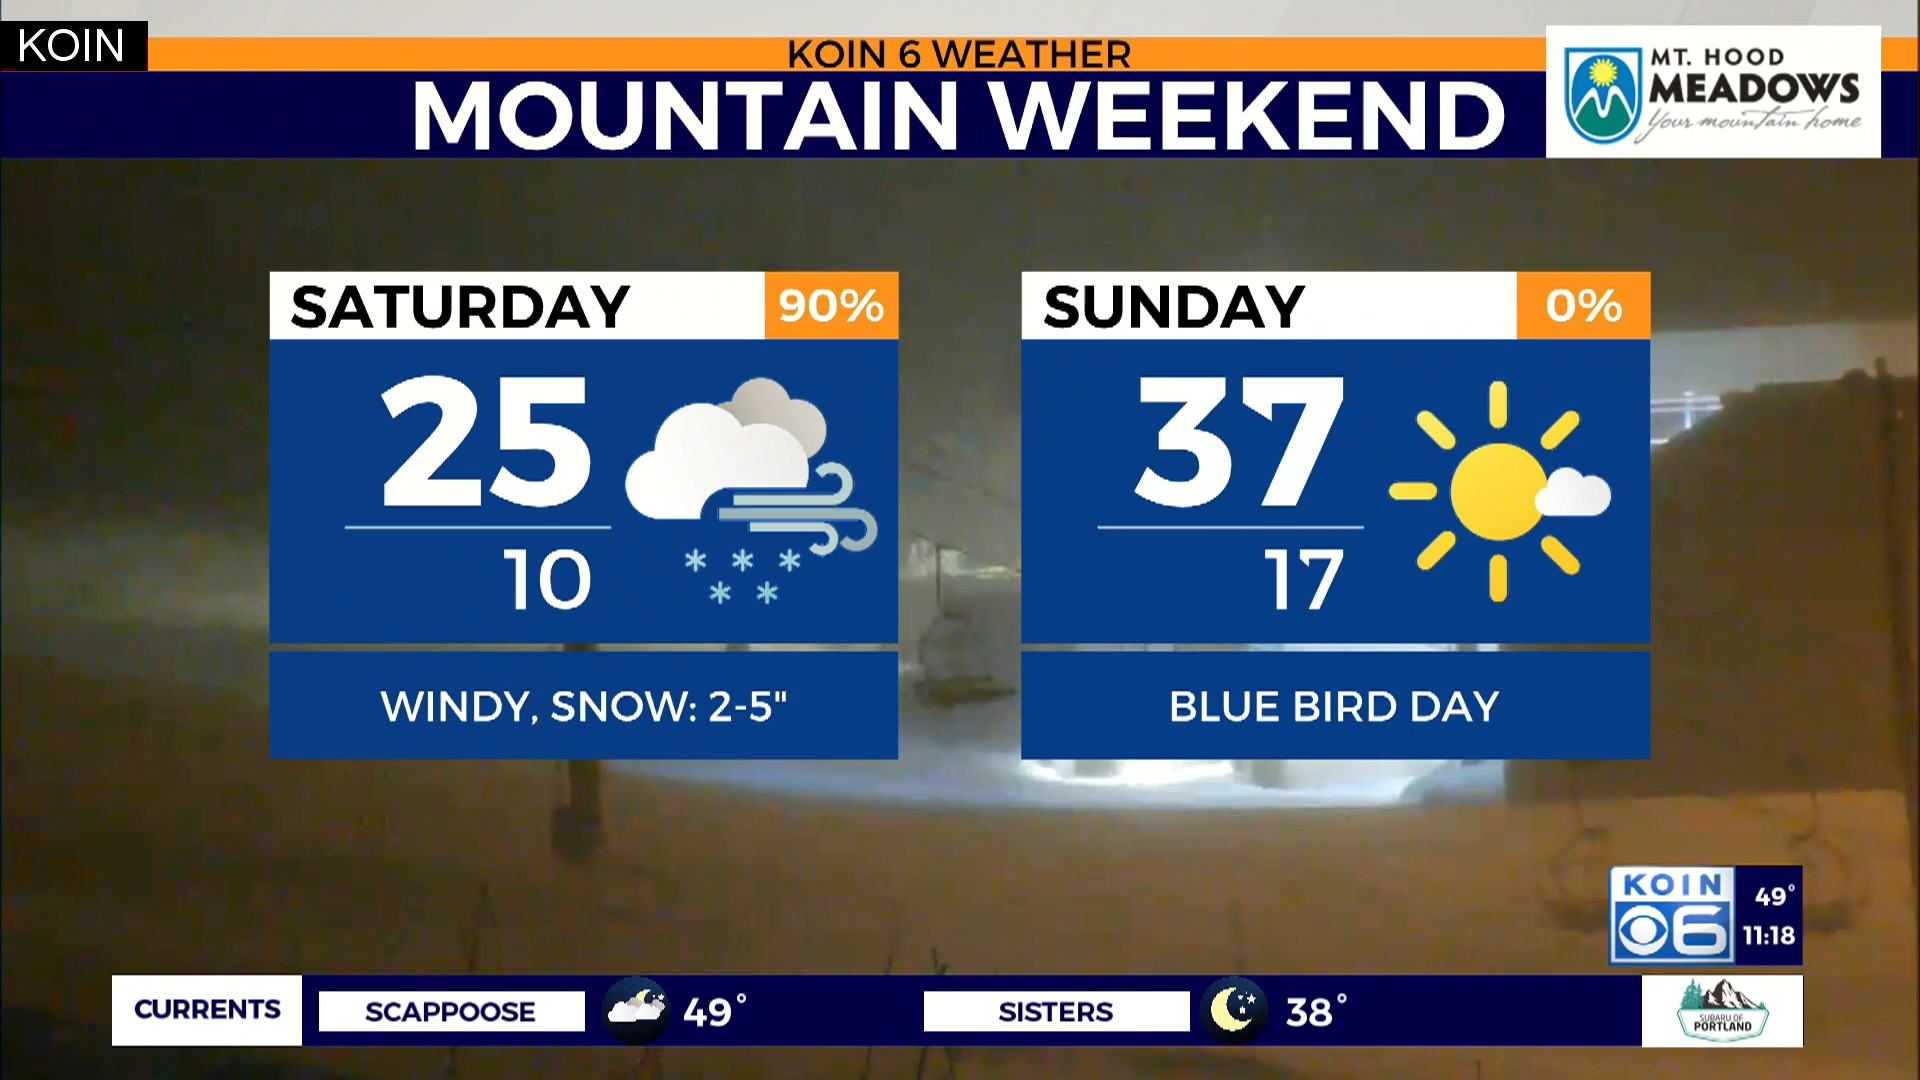 KOIN
KOIN 6 WEATHER
MOUNTAIN WEEKEND
MT. HOOD
MEADOWS
Your mountain home
SATURDAY 90%
25
10
WINDY, SNOW: 2-5"
SUNDAY 0%
37
17
BLUE BIRD DAY
KOIN
6
49°
11:18
CURRENTS
SCAPPOOSE 49°
SISTERS 38°
SUBARU OF
PORTLAND